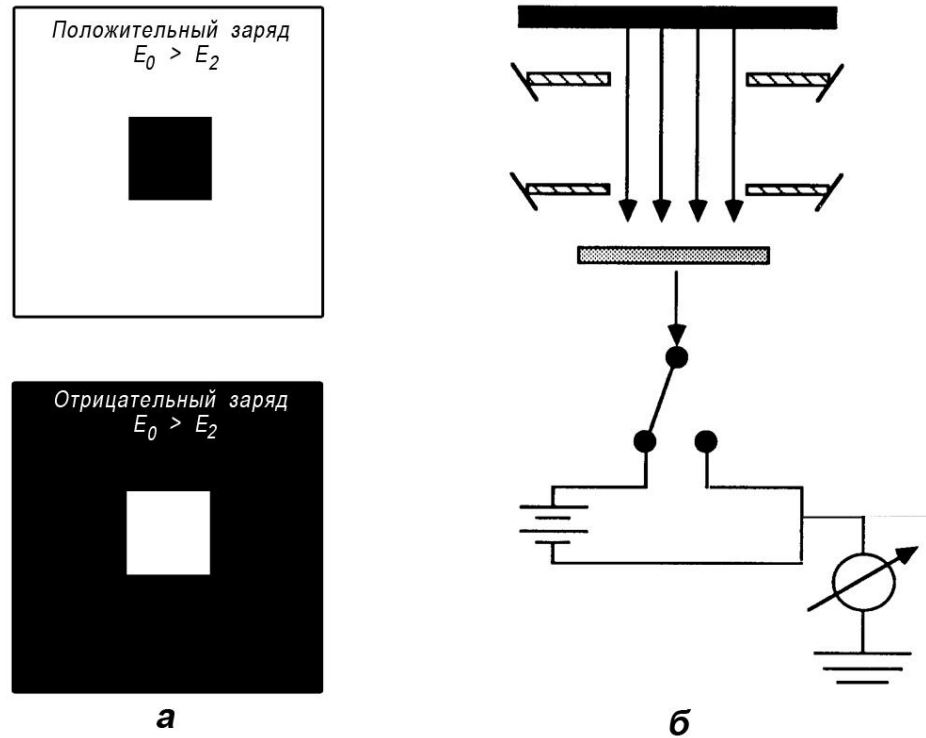 Положительный заряд
E₀ > E₂
Отрицательный заряд
E₀ > E₂
а
б